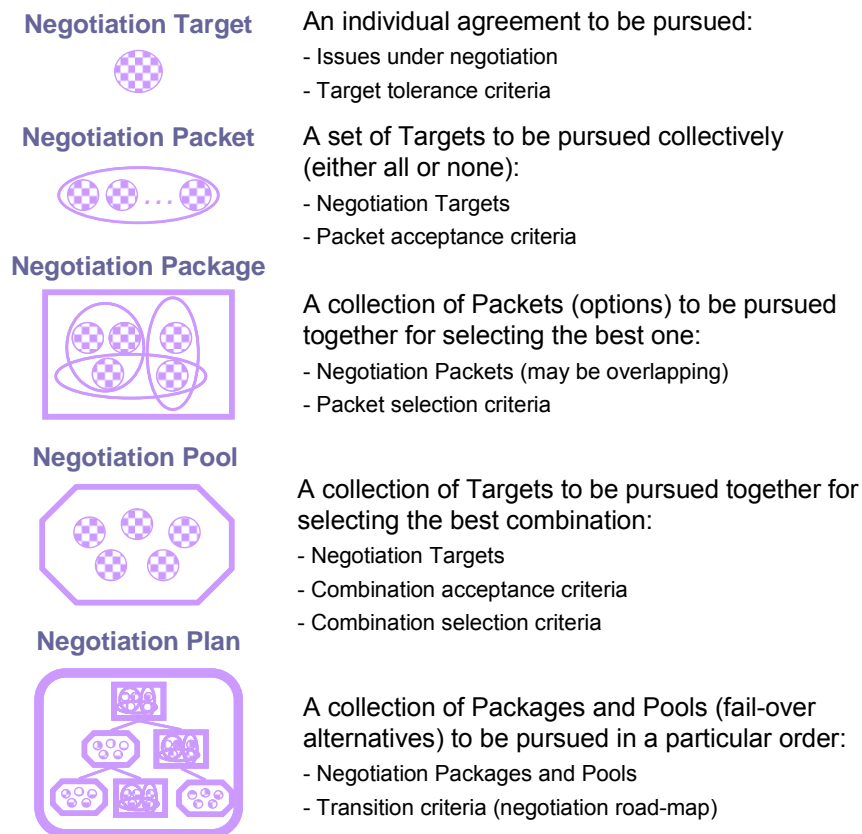 Negotiation Target
An individual agreement to be pursued:
- Issues under negotiation
- Target tolerance criteria
Negotiation Packet
A set of Targets to be pursued collectively
(either all or none):
- Negotiation Targets
- Packet acceptance criteria
...
Negotiation Package
A collection of Packets (options) to be pursued
together for selecting the best one:
- Negotiation Packets (may be overlapping)
- Packet selection criteria
Negotiation Pool
A collection of Targets to be pursued together for
selecting the best combination:
- Negotiation Targets
- Combination acceptance criteria
- Combination selection criteria
Negotiation Plan
A collection of Packages and Pools (fail-over
alternatives) to be pursued in a particular order:
- Negotiation Packages and Pools
- Transition criteria (negotiation road-map)